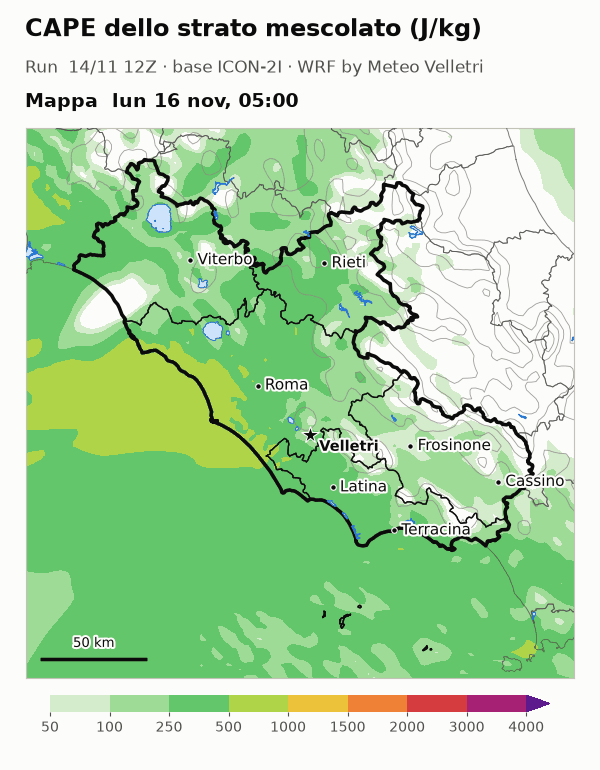 CAPE dello strato mescolato (J/kg)
Run  14/11 12Z · base ICON-2I · WRF by Meteo Velletri
Mappa  lun 16 nov, 05:00
Viterbo
Rieti
Roma
Velletri
Frosinone
Cassino
Latina
Terracina
50 km
50 100 250 500 1000 1500 2000 3000 4000